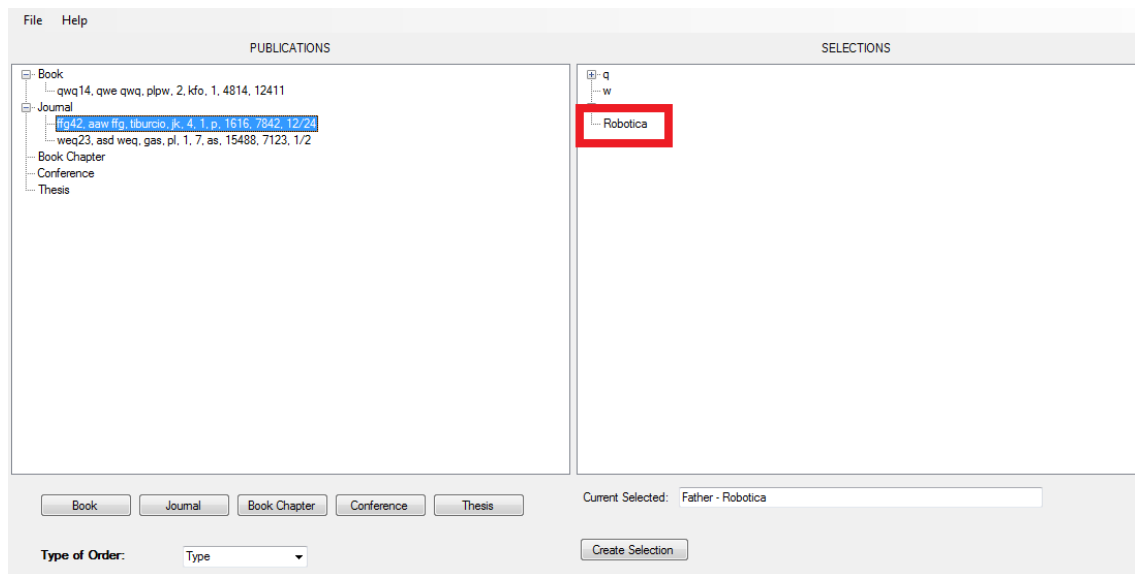 File Help
PUBLICATIONS
SELECTIONS
Book
qwq14, qwe qwq, plpw, 2, kfo, 1, 4814, 12411
Journal
ffg42, aaw ffg, tiburcio, jk, 4, 1, p, 1616, 7842, 12/24
weq23, asd weq, gas, pl, 1, 7, as, 15488, 7123, 1/2
Book Chapter
Conference
Thesis
q
w
Robotica
Book Journal Book Chapter Conference Thesis
Type of Order: Type
Current Selected: Father - Robotica
Create Selection